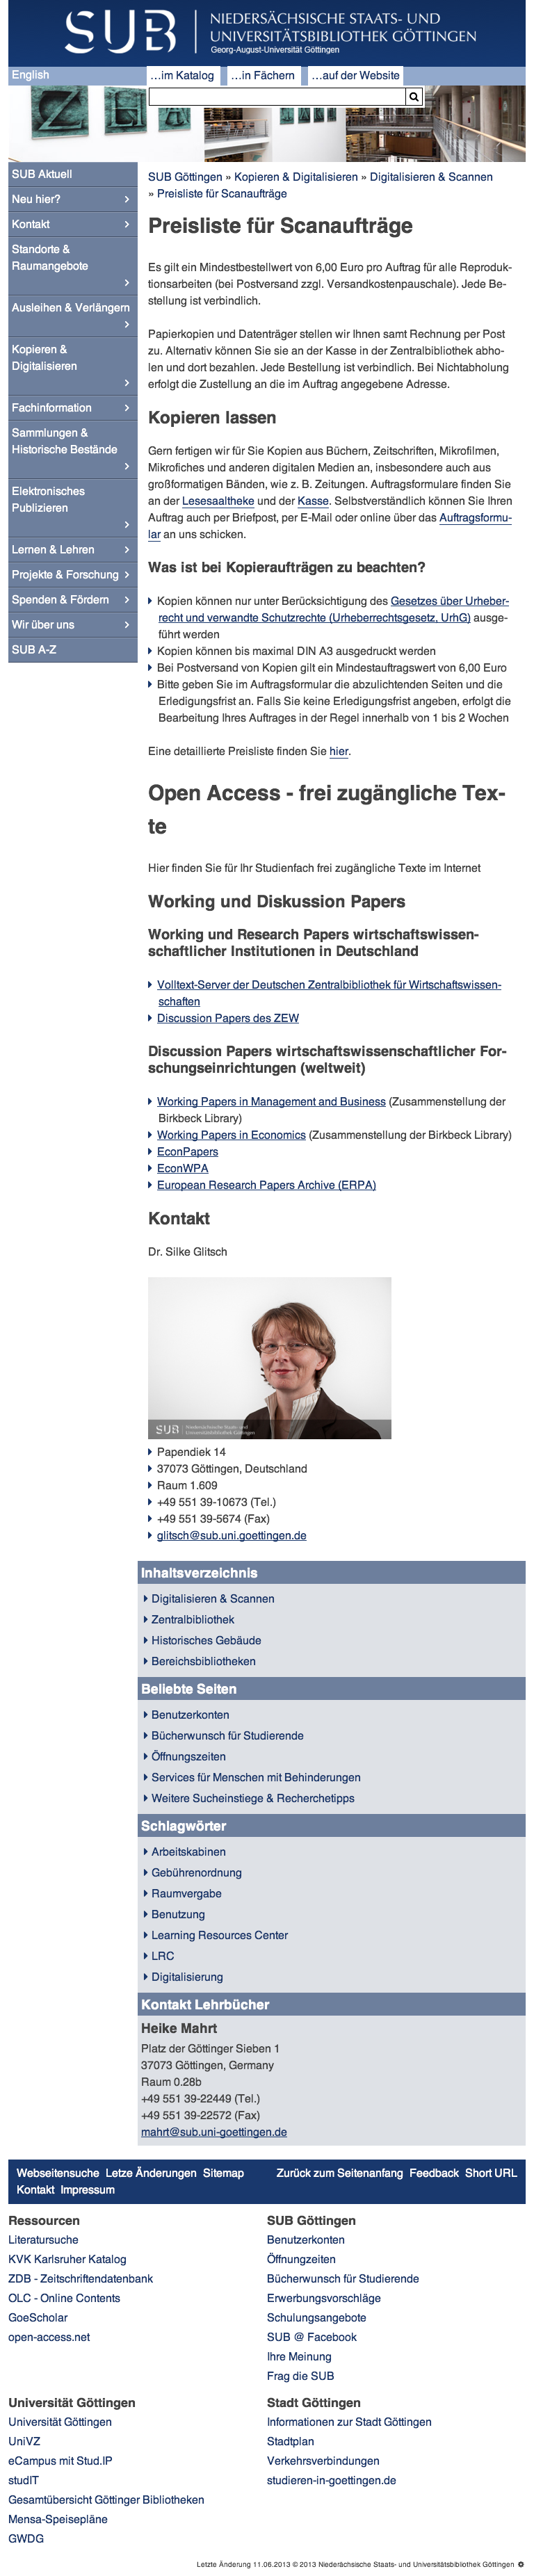 SUB NIEDERSÄCHSISCHE STAATS- UND
UNIVERSITÄTSBIBLIOTHEK GÖTTINGEN
Georg-August-Universität Göttingen
English
...im Katalog
...in Fächern
...auf der Website
SUB Aktuell
Neu hier?
Kontakt
Standorte &
Raumangebote
Ausleihen & Verlängern
Kopieren &
Digitalisieren
Fachinformation
Sammlungen &
Historische Bestände
Elektronisches
Publizieren
Lernen & Lehren
Projekte & Forschung
Spenden & Fördern
Wir über uns
SUB A-Z
SUB Göttingen » Kopieren & Digitalisieren » Digitalisieren & Scannen
» Preisliste für Scanaufträge
Preisliste für Scanaufträge
Es gilt ein Mindestbestellwert von 6,00 Euro pro Auftrag für alle Reproduk-
tionsarbeiten (bei Postversand zzgl. Versandkostenpauschale). Jede Be-
stellung ist verbindlich.
Papierkopien und Datenträger stellen wir Ihnen samt Rechnung per Post
zu. Alternativ können Sie sie an der Kasse in der Zentralbibliothek abho-
len und dort bezahlen. Jede Bestellung ist verbindlich. Bei Nichtabholung
erfolgt die Zustellung an die im Auftrag angegebene Adresse.
Kopieren lassen
Gern fertigen wir für Sie Kopien aus Büchern, Zeitschriften, Mikrofilmen,
Mikrofiches und anderen digitalen Medien an, insbesondere auch aus
großformatigen Bänden, wie z. B. Zeitungen. Auftragsformulare finden Sie
an der Lesesaaltheke und der Kasse. Selbstverständlich können Sie Ihren
Auftrag auch per Briefpost, per E-Mail oder online über das Auftragsformu-
lar an uns schicken.
Was ist bei Kopieraufträgen zu beachten?
Kopien können nur unter Berücksichtigung des Gesetzes über Urheber-
recht und verwandte Schutzrechte (Urheberrechtsgesetz, UrhG) ausge-
führt werden
Kopien können bis maximal DIN A3 ausgedruckt werden
Bei Postversand von Kopien gilt ein Mindestauftragswert von 6,00 Euro
Bitte geben Sie im Auftragsformular die abzulichtenden Seiten und die
Erledigungsfrist an. Falls Sie keine Erledigungsfrist angeben, erfolgt die
Bearbeitung Ihres Auftrages in der Regel innerhalb von 1 bis 2 Wochen
Eine detaillierte Preisliste finden Sie hier.
Open Access - frei zugängliche Tex-
te
Hier finden Sie für Ihr Studienfach frei zugängliche Texte im Internet
Working und Diskussion Papers
Working und Research Papers wirtschaftswissen-
schaftlicher Institutionen in Deutschland
Volltext-Server der Deutschen Zentralbibliothek für Wirtschaftswissen-
schaften
Discussion Papers des ZEW
Discussion Papers wirtschaftswissenschaftlicher For-
schungseinrichtungen (weltweit)
Working Papers in Management and Business (Zusammenstellung der
Birkbeck Library)
Working Papers in Economics (Zusammenstellung der Birkbeck Library)
EconPapers
EconWPA
European Research Papers Archive (ERPA)
Kontakt
Dr. Silke Glitsch
SUB Niedersächsische Staats- und
Universitätsbibliothek Göttingen
Papendiek 14
37073 Göttingen, Deutschland
Raum 1.609
+49 551 39-10673 (Tel.)
+49 551 39-5674 (Fax)
glitsch@sub.uni.goettingen.de
Inhaltsverzeichnis
Digitalisieren & Scannen
Zentralbibliothek
Historisches Gebäude
Bereichsbibliotheken
Beliebte Seiten
Benutzerkonten
Bücherwunsch für Studierende
Öffnungszeiten
Services für Menschen mit Behinderungen
Weitere Sucheinstiege & Recherchetipps
Schlagwörter
Arbeitskabinen
Gebührenordnung
Raumvergabe
Benutzung
Learning Resources Center
LRC
Digitalisierung
Kontakt Lehrbücher
Heike Mahrt
Platz der Göttinger Sieben 1
37073 Göttingen, Germany
Raum 0.28b
+49 551 39-22449 (Tel.)
+49 551 39-22572 (Fax)
mahrt@sub.uni-goettingen.de
Webseitensuche Letze Änderungen Sitemap
Kontakt Impressum
Zurück zum Seitenanfang Feedback Short URL
Ressourcen
Literatursuche
KVK Karlsruher Katalog
ZDB - Zeitschriftendatenbank
OLC - Online Contents
GoeScholar
open-access.net
SUB Göttingen
Benutzerkonten
Öffnungzeiten
Bücherwunsch für Studierende
Erwerbungsvorschläge
Schulungsangebote
SUB @ Facebook
Ihre Meinung
Frag die SUB
Universität Göttingen
Universität Göttingen
UniVZ
eCampus mit Stud.IP
studIT
Gesamtübersicht Göttinger Bibliotheken
Mensa-Speisepläne
GWDG
Stadt Göttingen
Informationen zur Stadt Göttingen
Stadtplan
Verkehrsverbindungen
studieren-in-goettingen.de
Letzte Änderung 11.06.2013 © 2013 Niederächsische Staats- und Universitätsbibliothek Göttingen